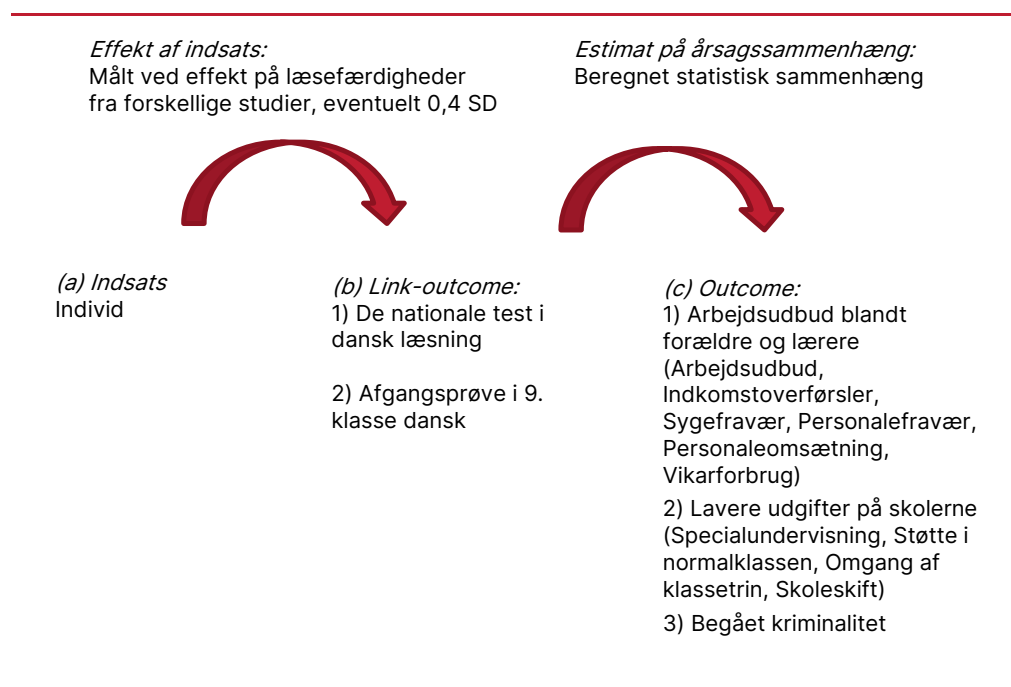 Effekt af indsats:
Målt ved effekt på læsefærdigheder
fra forskellige studier, eventuelt 0,4 SD
Estimat på årsagssammenhæng:
Beregnet statistisk sammenhæng
(a) Indsats
Individ
(b) Link-outcome:
1) De nationale test i
dansk læsning
2) Afgangsprøve i 9.
klasse dansk
(c) Outcome:
1) Arbejdsudbud blandt
forældre og lærere
(Arbejdsudbud,
Indkomstoverførsler,
Sygefravær, Personalefravær,
Personaleomsætning,
Vikarforbrug)
2) Lavere udgifter på skolerne
(Specialundervisning, Støtte i
normalklassen, Omgang af
klassetrin, Skoleskift)
3) Begået kriminalitet